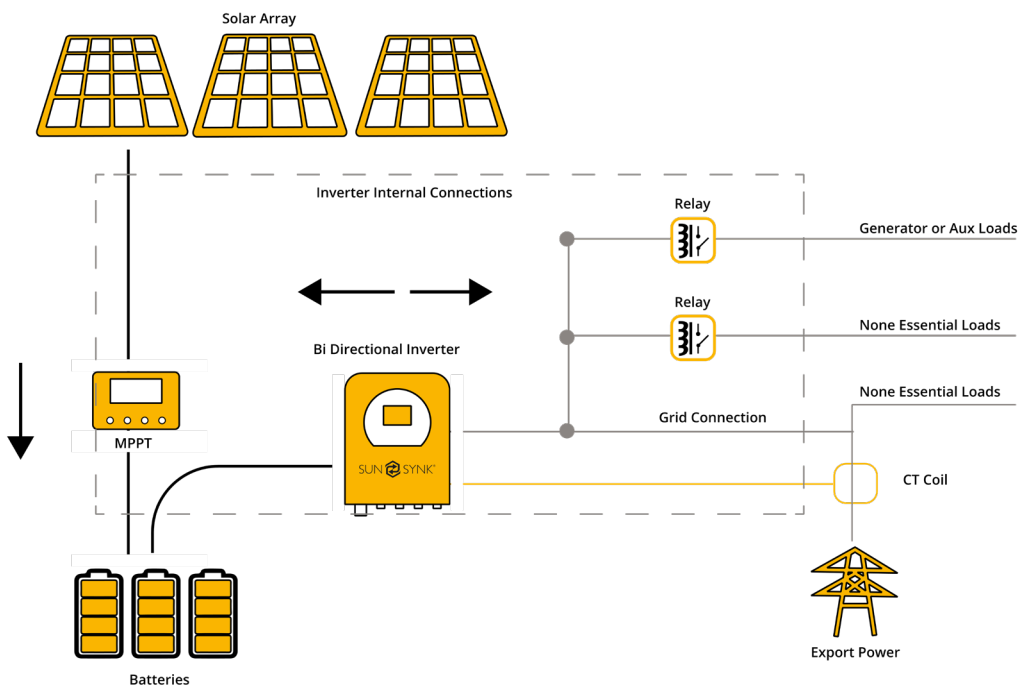 Solar Array
Inverter Internal Connections
Relay
Generator or Aux Loads
Relay
None Essential Loads
Bi Directional Inverter
None Essential Loads
Grid Connection
MPPT
SUN SYNK®
CT Coil
Export Power
Batteries